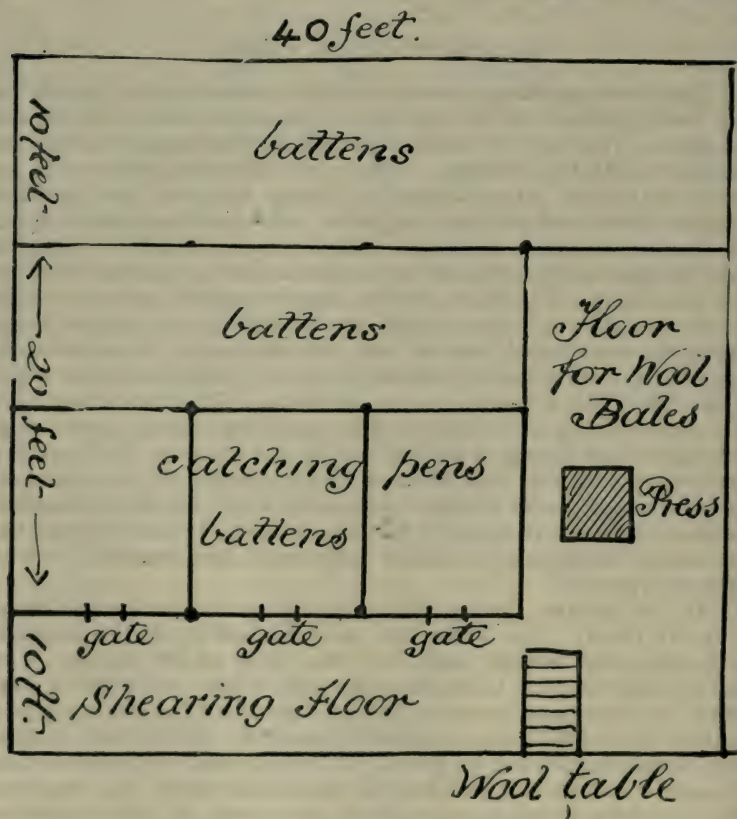 40 feet.
10 feet
battens
20 feet
battens
Floor
for Wool
Bales
catching pens
battens
Press
gate gate gate
10 ft.
Shearing Floor
Wool table